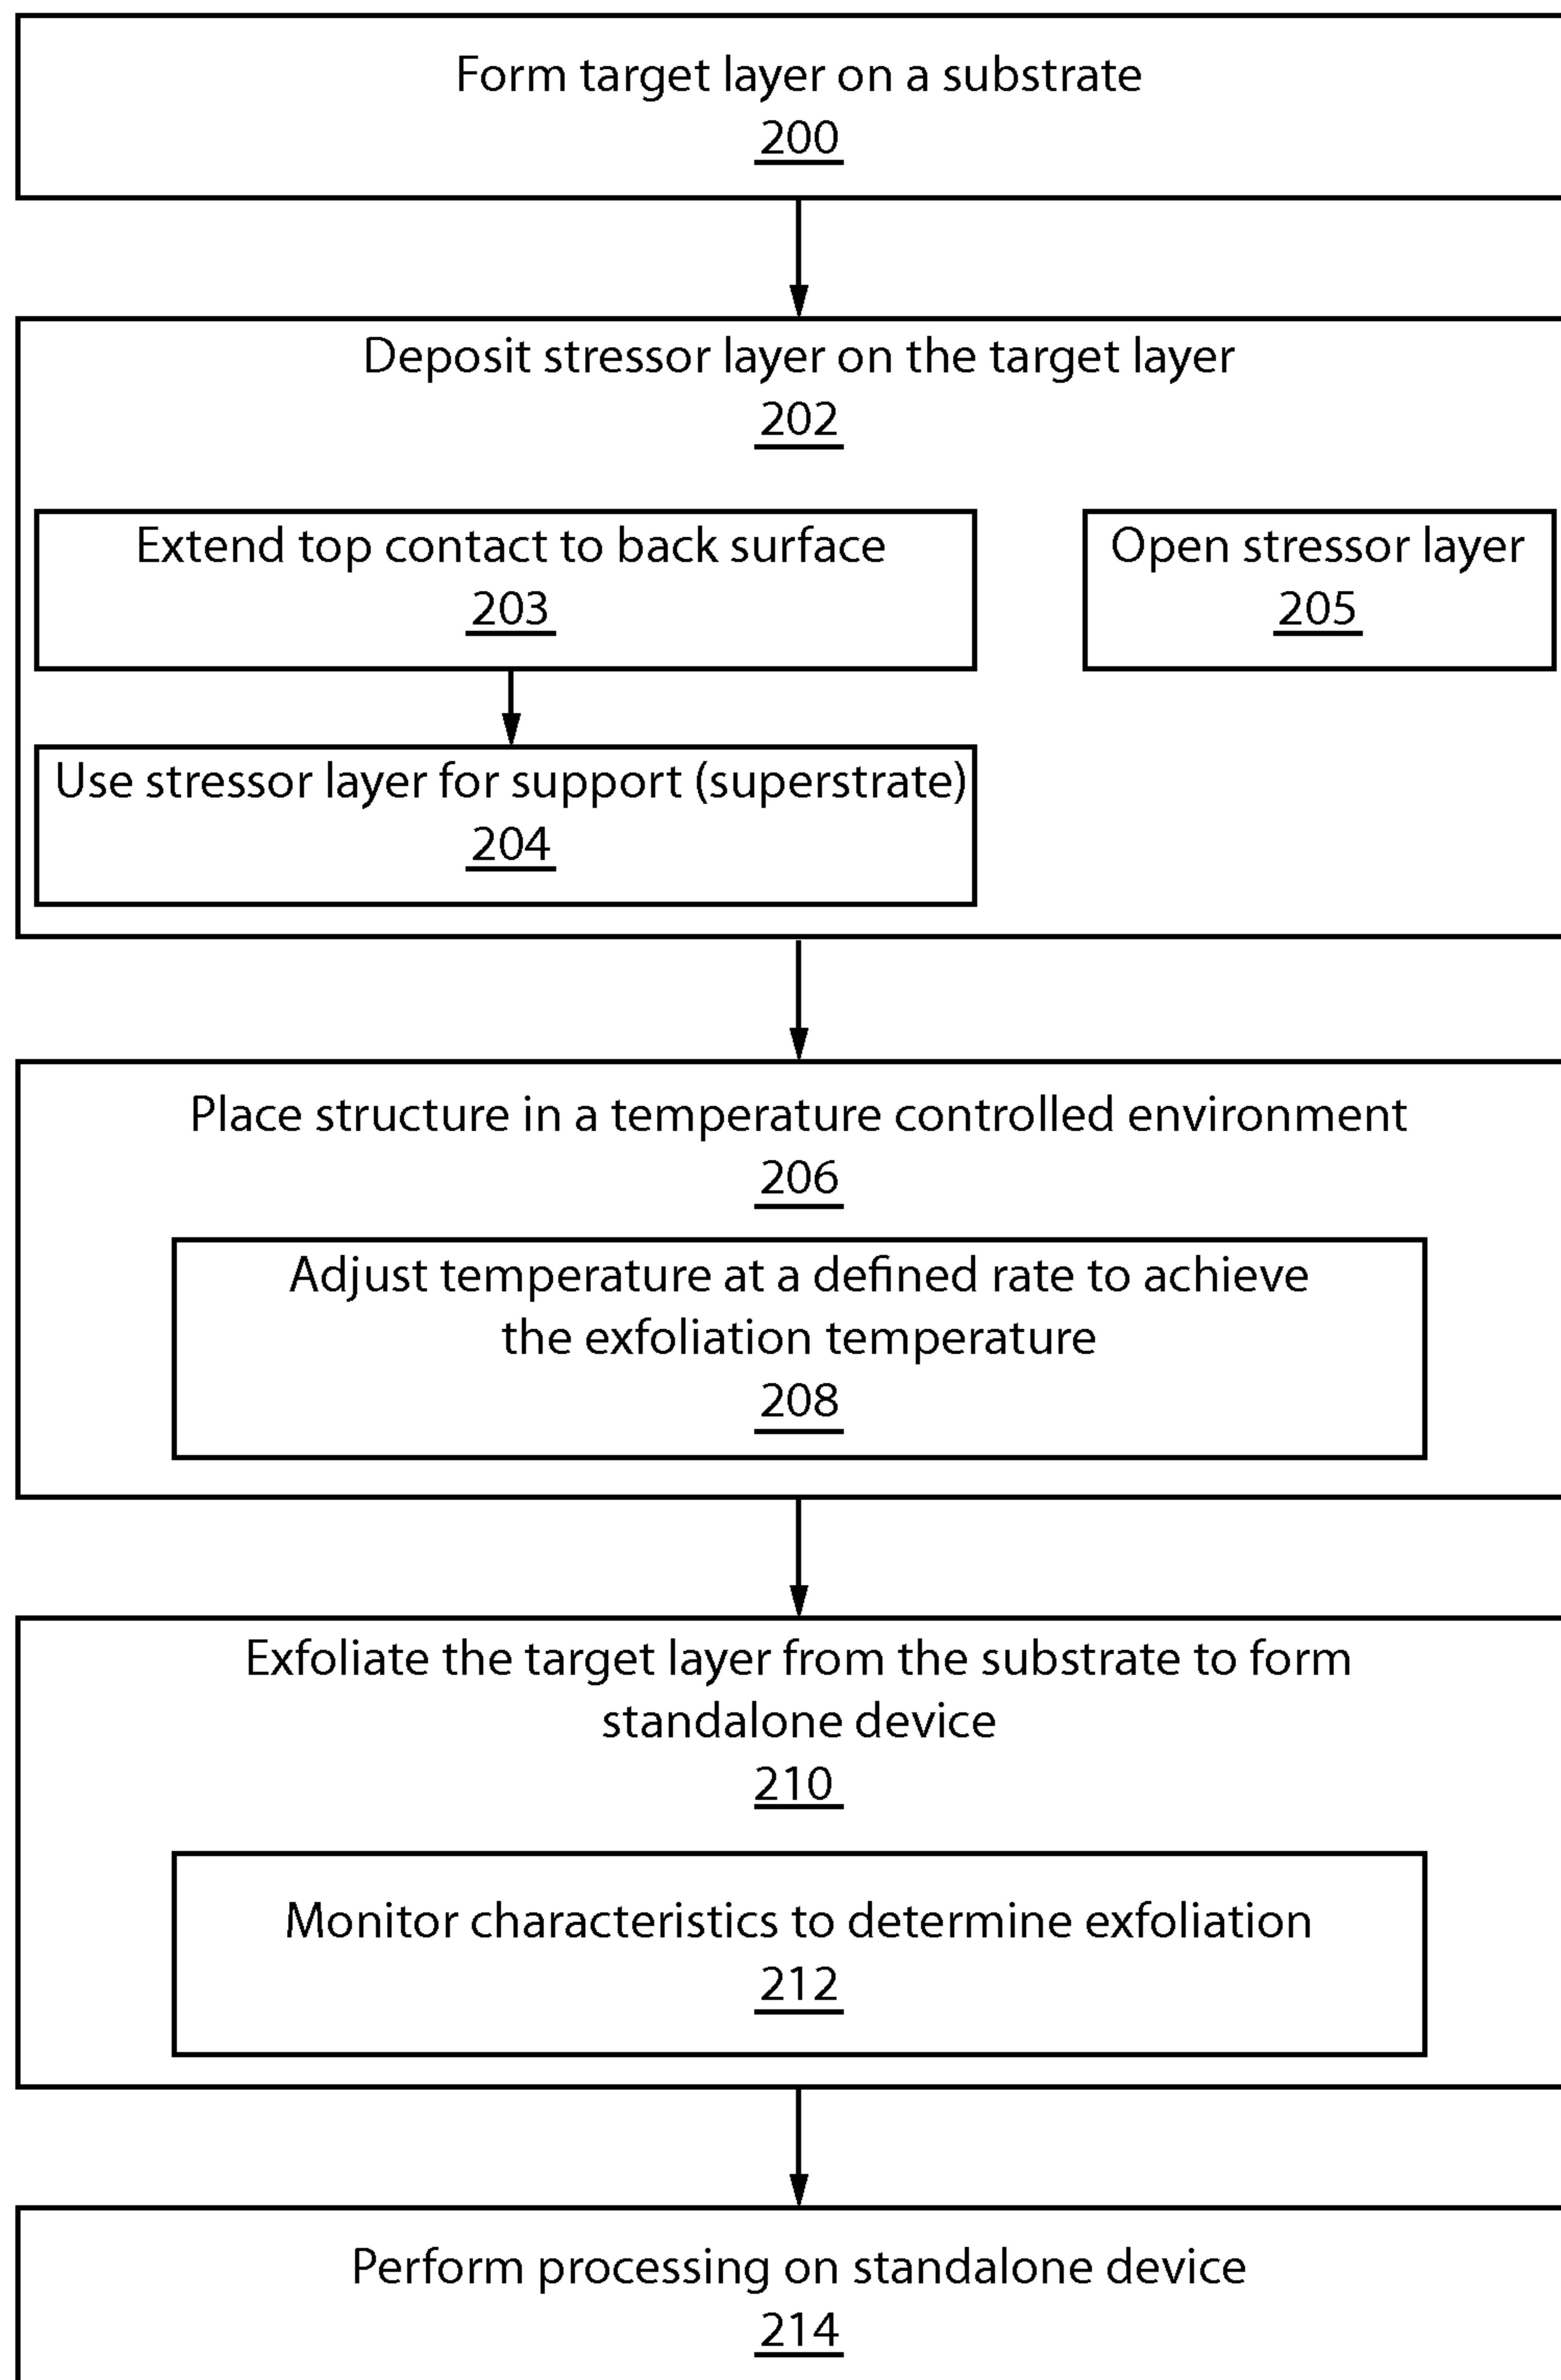 Form target layer on a substrate
200
Deposit stressor layer on the target layer
202
Extend top contact to back surface
203
Open stressor layer
205
Use stressor layer for support (superstrate)
204
Place structure in a temperature controlled environment
206
Adjust temperature at a defined rate to achieve
the exfoliation temperature
208
Exfoliate the target layer from the substrate to form
standalone device
210
Monitor characteristics to determine exfoliation
212
Perform processing on standalone device
214